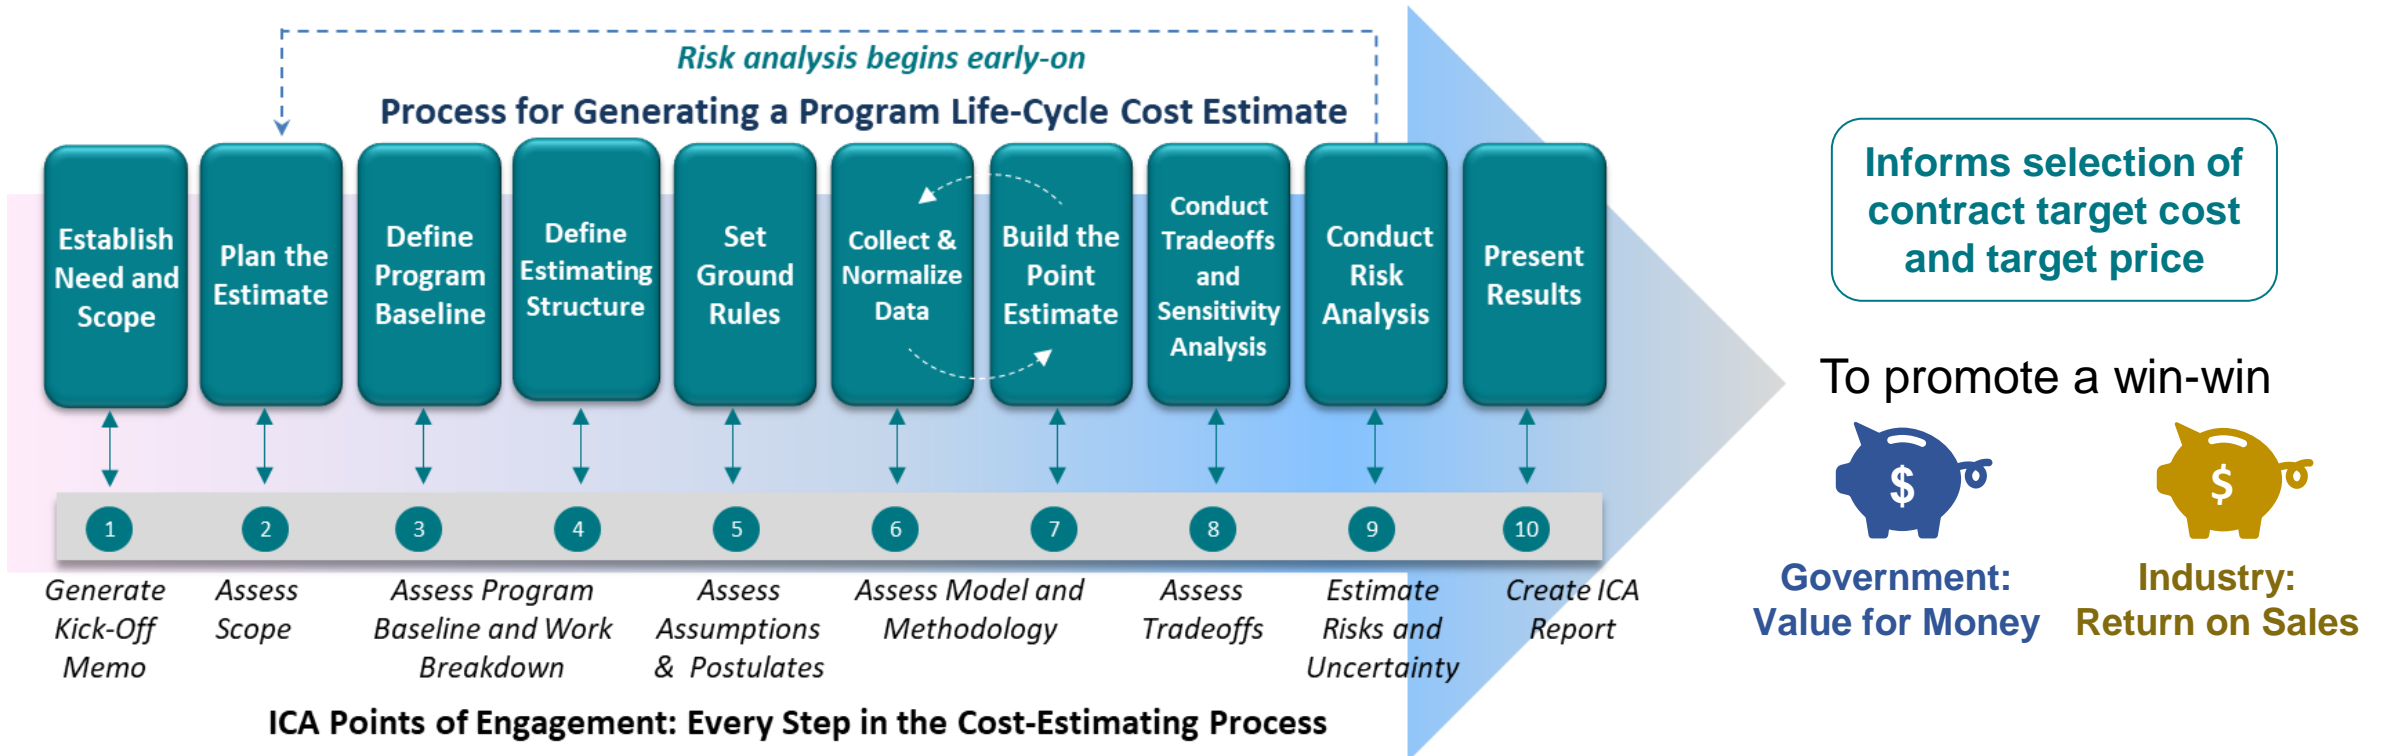 Risk analysis begins early-on
Process for Generating a Program Life-Cycle Cost Estimate
Establish
Need and
Scope
Plan the
Estimate
Define
Program
Baseline
Define
Estimating
Structure
Set
Ground
Rules
Collect &
Normalize
Data
Build the
Point
Estimate
Conduct
Tradeoffs
and
Sensitivity
Analysis
Conduct
Risk
Analysis
Present
Results
1
2
3
4
5
6
7
8
9
10
Generate
Kick-Off
Memo
Assess
Scope
Assess Program
Baseline and Work
Breakdown
Assess
Assumptions
& Postulates
Assess Model and
Methodology
Assess
Tradeoffs
Estimate
Risks and
Uncertainty
Create ICA
Report
ICA Points of Engagement: Every Step in the Cost-Estimating Process
Informs selection of
contract target cost
and target price
To promote a win-win
$
$
Government:
Value for Money
Industry:
Return on Sales